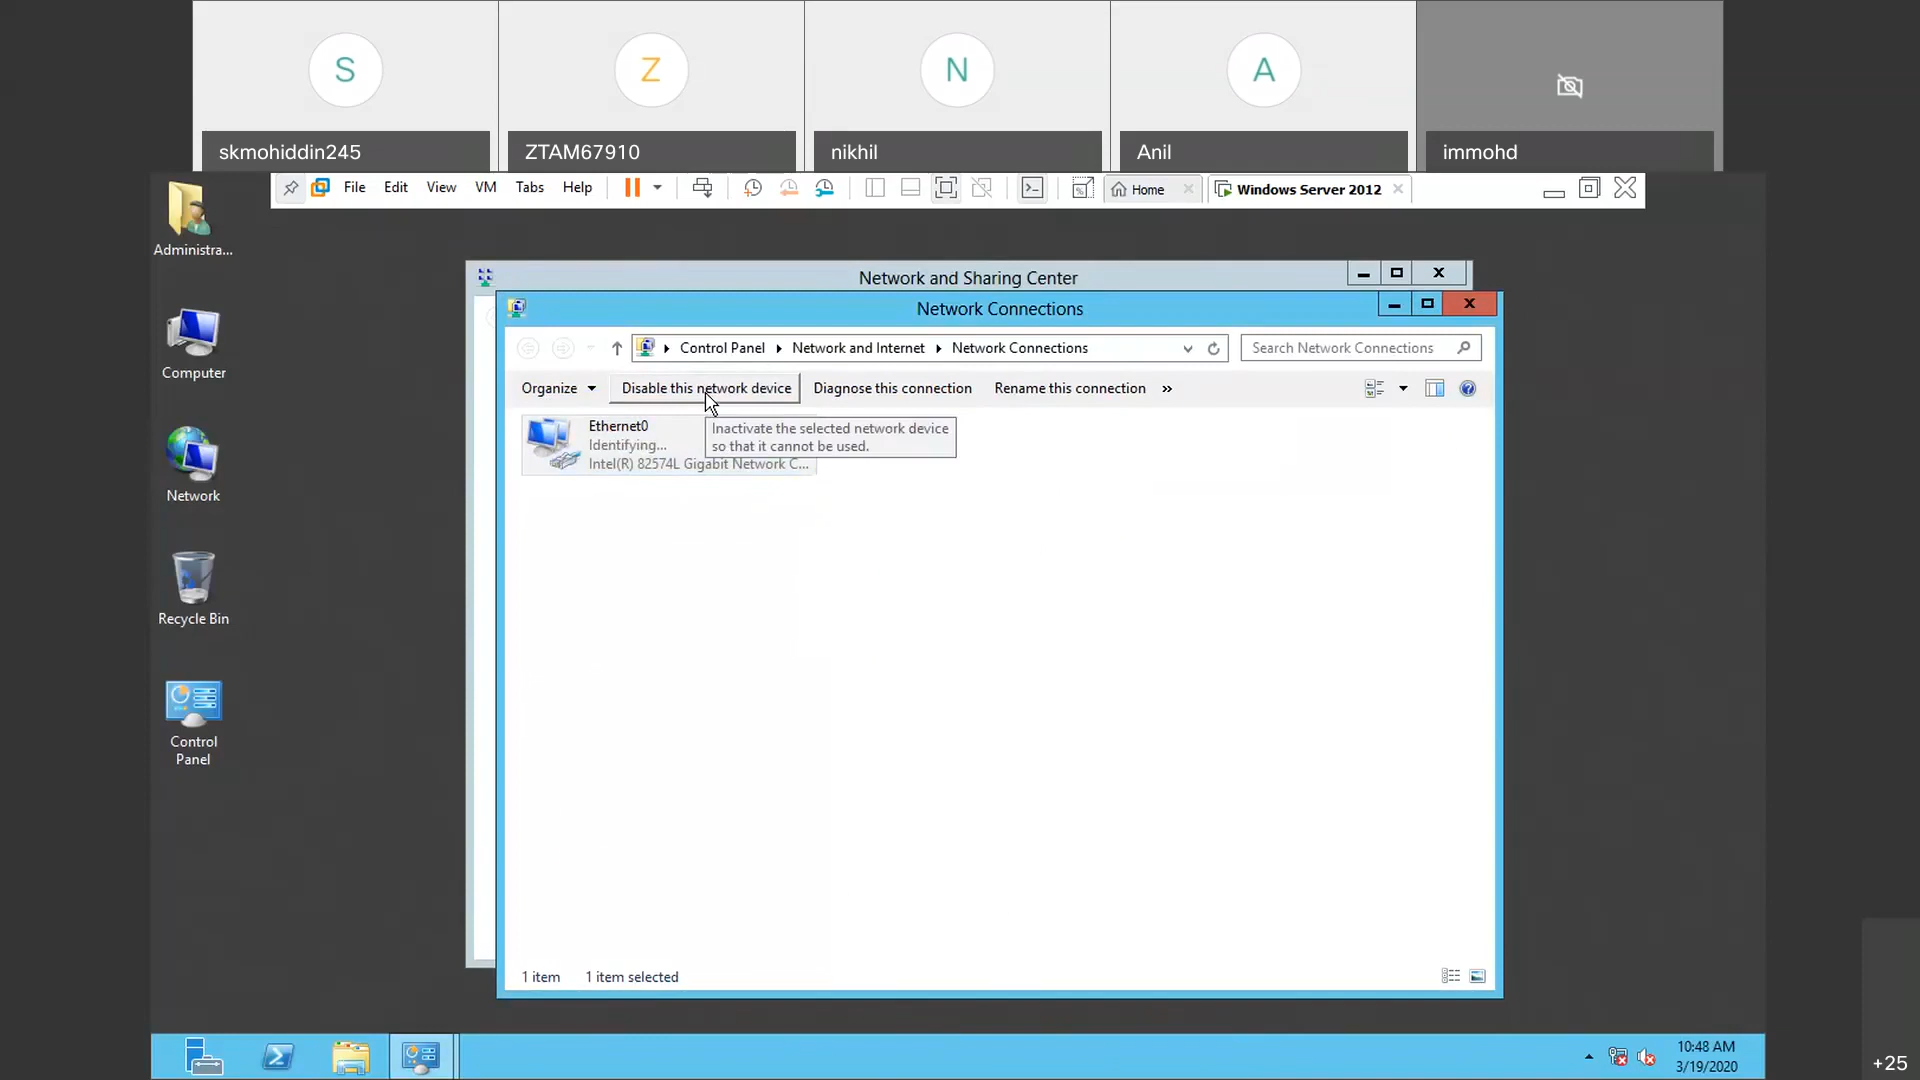 S
Z
N
A
skmohiddin245
ZTAM67910
nikhil
Anil
immohd
File Edit View VM Tabs Help
Home
Windows Server 2012
Administra...
Computer
Network
Recycle Bin
Control
Panel
Network and Sharing Center
Network Connections
Control Panel Network and Internet Network Connections
Search Network Connections
Organize Disable this network device Diagnose this connection Rename this connection »
Ethernet0
Identifying...
Intel(R) 82574L Gigabit Network C...
Inactivate the selected network device
so that it cannot be used.
1 item 1 item selected
10:48 AM
3/19/2020
+25